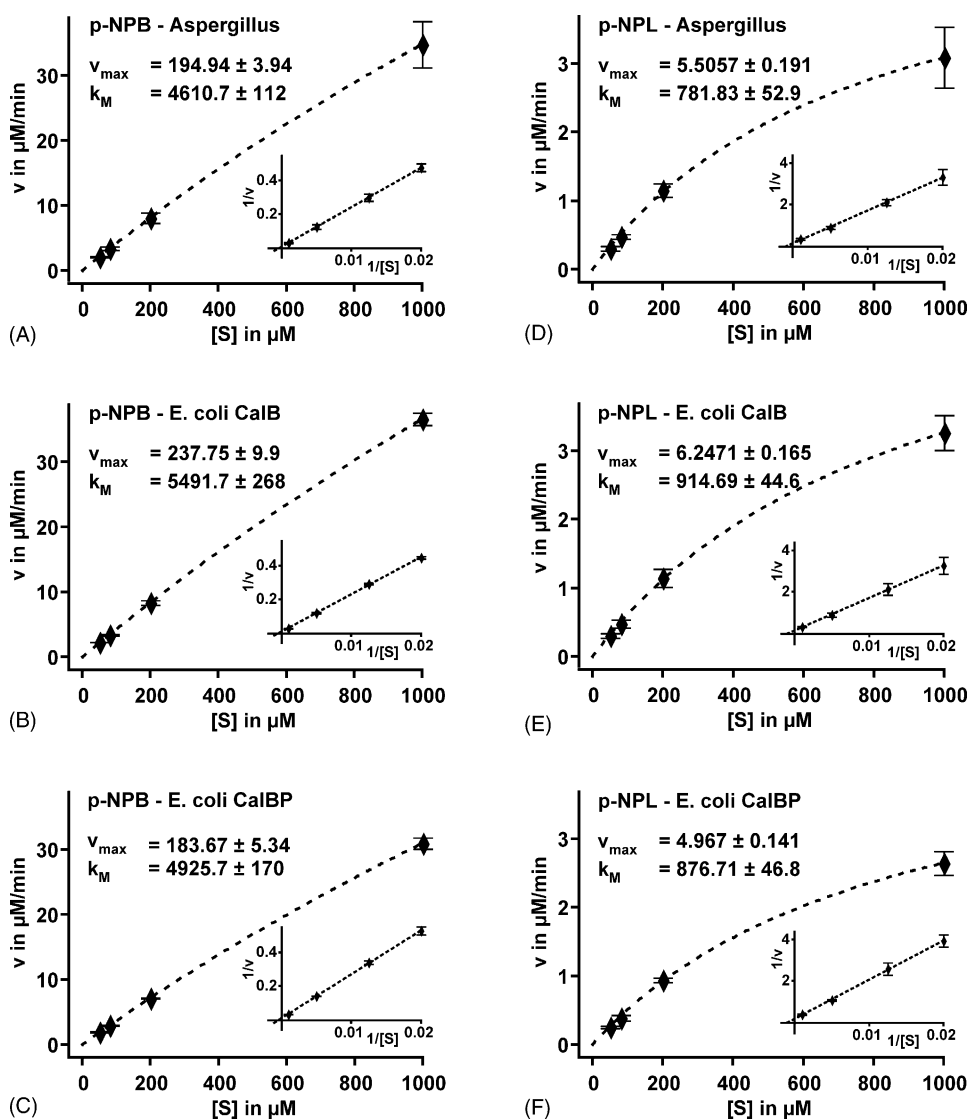 p-NPB - Aspergillus
vmax = 194.94 ± 3.94
kM = 4610.7 ± 112
v in µM/min
30
20
10
0
0 200 400 600 800 1000
[S] in µM
1/v
0.4
0.2
0.01 0.02
1/[S]
(A)
p-NPL - Aspergillus
vmax = 5.5057 ± 0.191
kM = 781.83 ± 52.9
v in µM/min
3
2
1
0
0 200 400 600 800 1000
[S] in µM
1/v
4
2
0.01 0.02
1/[S]
(D)
p-NPB - E. coli CalB
vmax = 237.75 ± 9.9
kM = 5491.7 ± 268
v in µM/min
30
20
10
0
0 200 400 600 800 1000
[S] in µM
1/v
0.4
0.2
0.01 0.02
1/[S]
(B)
p-NPL - E. coli CalB
vmax = 6.2471 ± 0.165
kM = 914.69 ± 44.6
v in µM/min
3
2
1
0
0 200 400 600 800 1000
[S] in µM
1/v
4
2
0.01 0.02
1/[S]
(E)
p-NPB - E. coli CalBP
vmax = 183.67 ± 5.34
kM = 4925.7 ± 170
v in µM/min
30
20
10
0
0 200 400 600 800 1000
[S] in µM
1/v
0.4
0.2
0.01 0.02
1/[S]
(C)
p-NPL - E. coli CalBP
vmax = 4.967 ± 0.141
kM = 876.71 ± 46.8
v in µM/min
3
2
1
0
0 200 400 600 800 1000
[S] in µM
1/v
4
2
0.01 0.02
1/[S]
(F)